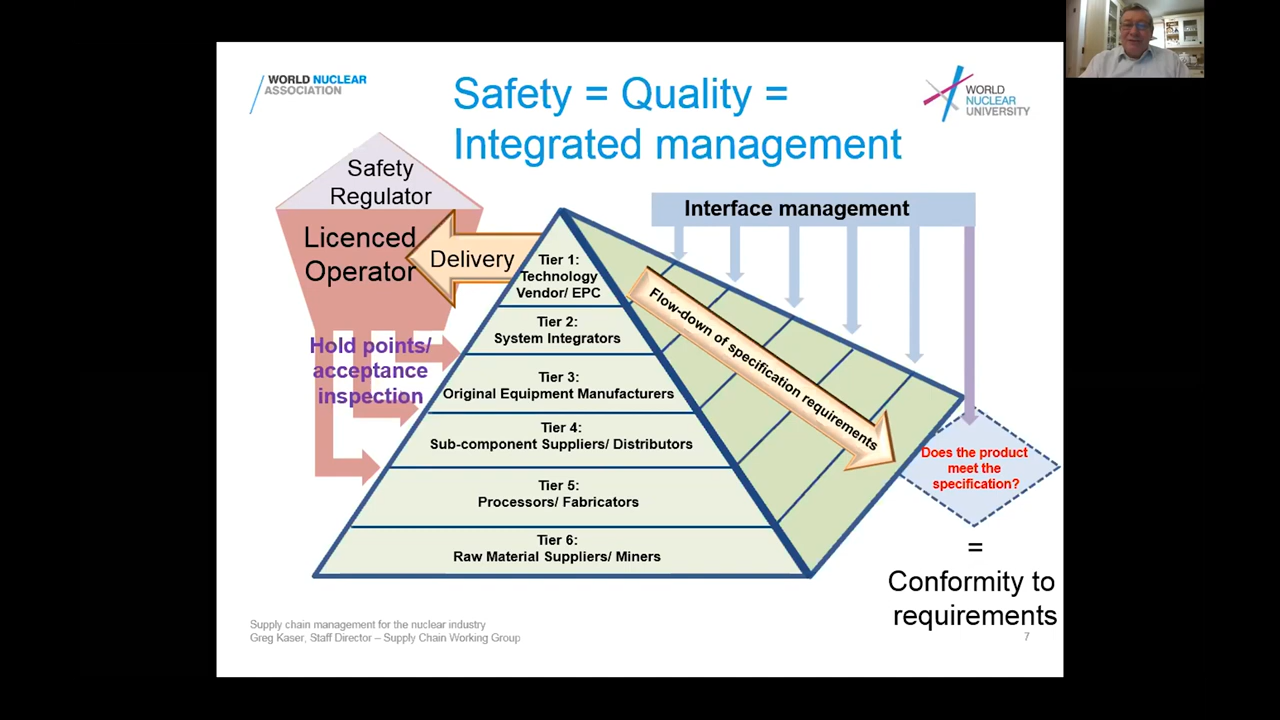 WORLD NUCLEAR
ASSOCIATION
Safety = Quality =
Integrated management
WORLD
NUCLEAR
UNIVERSITY
Safety
Regulator
Licenced
Operator
Delivery
Interface management
Tier 1:
Technology
Vendor/ EPC
Flow-down of specification requirements
Tier 2:
System Integrators
Hold points/
acceptance
inspection
Tier 3:
Original Equipment Manufacturers
Tier 4:
Sub-component Suppliers/ Distributors
Does the product
meet the
specification?
Tier 5:
Processors/ Fabricators
Tier 6:
Raw Material Suppliers/ Miners
=
Conformity to
requirements
Supply chain management for the nuclear industry
Greg Kaser, Staff Director – Supply Chain Working Group
7